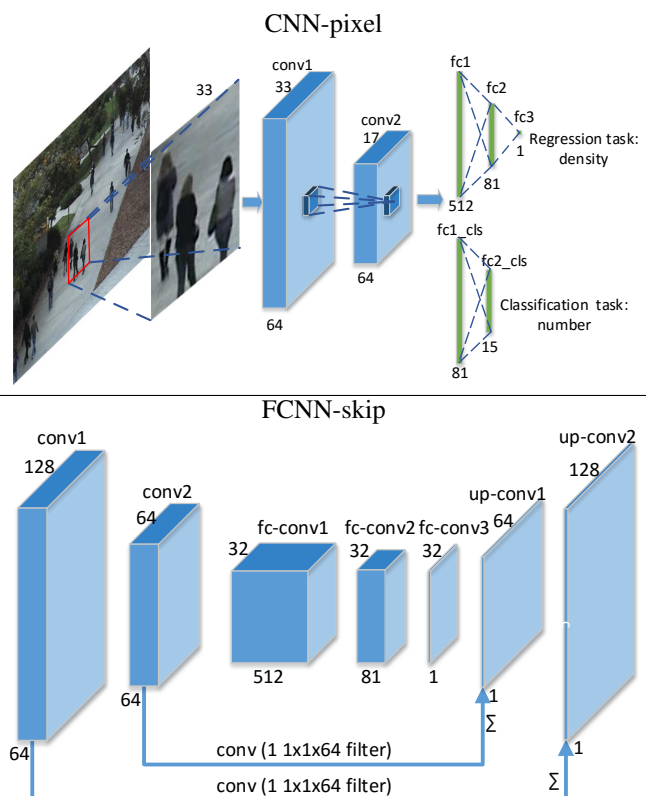 CNN-pixel
conv1
33
33
conv2
17
64
64
fc1
fc2
fc3
1
81
512
Regression task:
density
fc1_cls
fc2_cls
Classification task:
number
15
81
FCNN-skip
conv1
128
64
conv2
64
64
fc-conv1
32
512
fc-conv2
32
81
fc-conv3
32
1
up-conv1
64
1
∑
up-conv2
128
1
∑
conv (1 1x1x64 filter)
conv (1 1x1x64 filter)